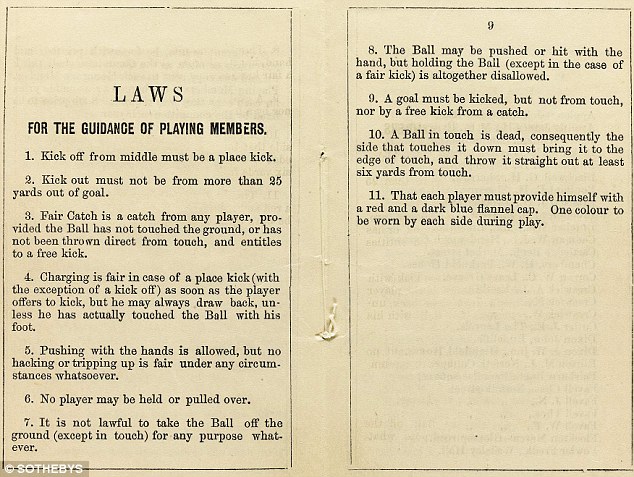 LAWS
FOR THE GUIDANCE OF PLAYING MEMBERS.
1. Kick off from middle must be a place kick.
2. Kick out must not be from more than 25
yards out of goal.
3. Fair Catch is a catch from any player, pro-
vided the Ball has not touched the ground, or has
not been thrown direct from touch, and entitles
to a free kick.
4. Charging is fair in case of a place kick (with
the exception of a kick off) as soon as the player
offers to kick, but he may always draw back, un-
less he has actually touched the Ball with his
foot.
5. Pushing with the hands is allowed, but no
hacking or tripping up is fair under any circum-
stances whatsoever.
6. No player may be held or pulled over.
7. It is not lawful to take the Ball off the
ground (except in touch) for any purpose what-
ever.
© SOTHEBYS
9
8. The Ball may be pushed or hit with the
hand, but holding the Ball (except in the case of
a fair kick) is altogether disallowed.
9. A goal must be kicked, but not from touch,
nor by a free kick from a catch.
10. A Ball in touch is dead, consequently the
side that touches it down must bring it to the
edge of touch, and throw it straight out at least
six yards from touch.
11. That each player must provide himself with
a red and a dark blue flannel cap. One colour to
be worn by each side during play.